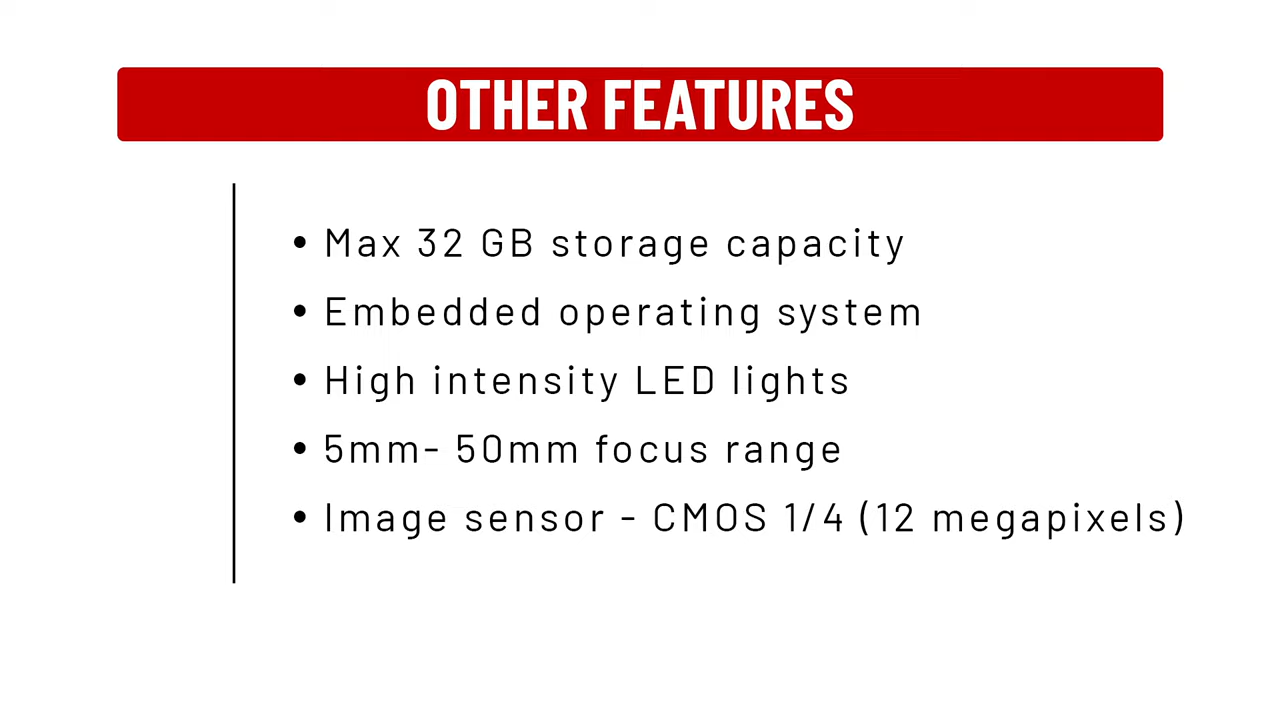 OTHER FEATURES
• Max 32 GB storage capacity
• Embedded operating system
• High intensity LED lights
• 5mm- 50mm focus range
• Image sensor - CMOS 1/4 (12 megapixels)